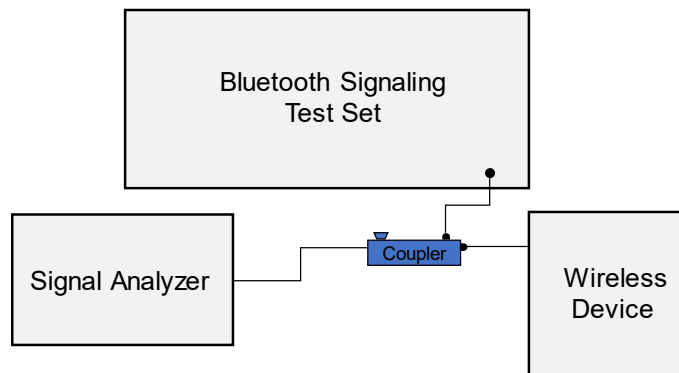 Bluetooth Signaling
Test Set
Signal Analyzer
Coupler
Wireless
Device